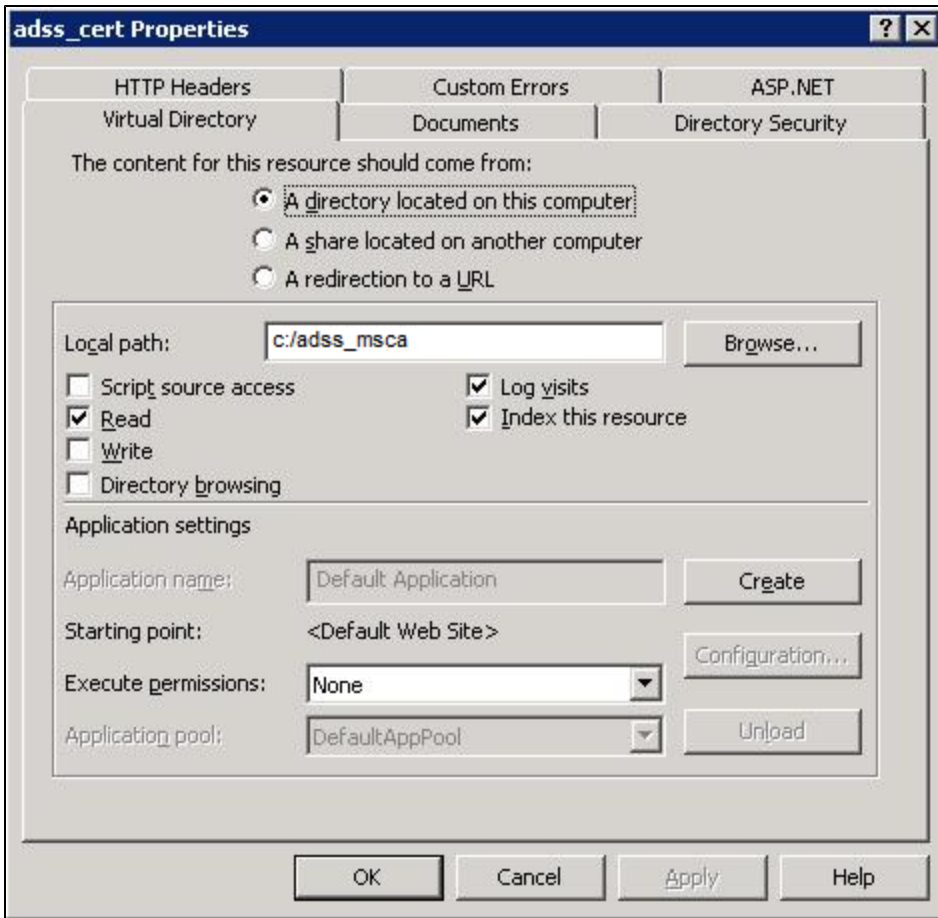 adss_cert Properties
HTTP Headers
Custom Errors
ASP.NET
Virtual Directory
Documents
Directory Security
The content for this resource should come from:
A directory located on this computer
A share located on another computer
A redirection to a URL
Local path:
c:/adss_msca
Browse...
Script source access
Log visits
Read
Index this resource
Write
Directory browsing
Application settings
Application name:
Default Application
Create
Starting point:
<Default Web Site>
Configuration...
Execute permissions:
None
Application pool:
DefaultAppPool
Unload
OK
Cancel
Apply
Help